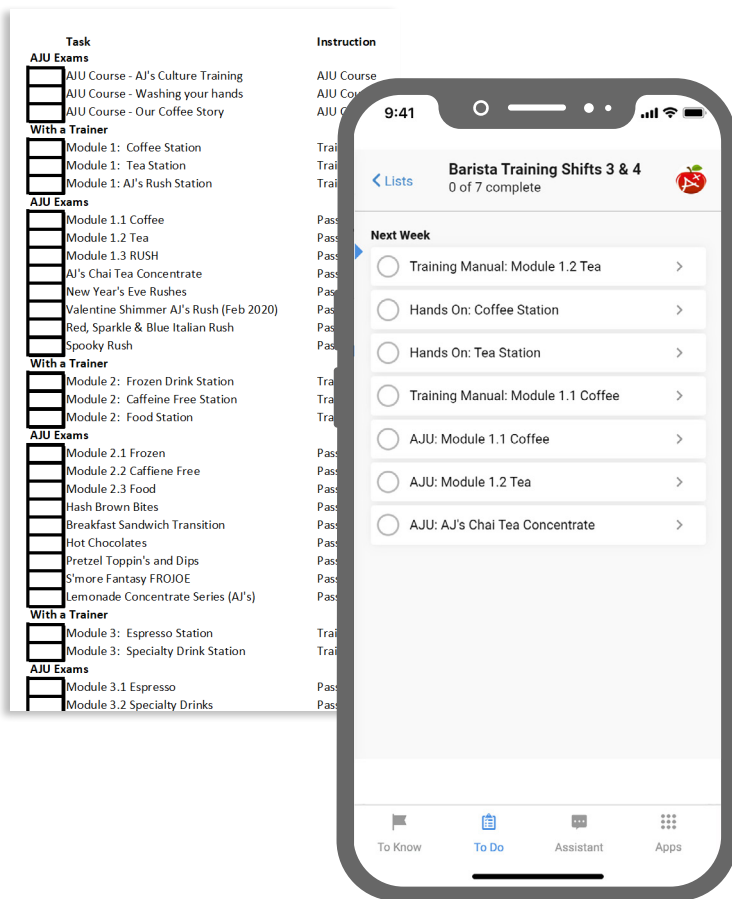 Task Instruction
AJU Exams
AJU Course - AJ's Culture Training AJU Course
AJU Course - Washing your hands AJU
AJU Course - Our Coffee Story AJU
With a Trainer
Module 1:  Coffee Station
Module 1:  Tea Station
Module 1: AJ's Rush Station
AJU Exams
Module 1.1 Coffee
Module 1.2 Tea
Module 1.3 RUSH
AJ's Chai Tea Concentrate
New Year's Eve Rushes
Valentine Shimmer AJ's Rush (Feb 2020)
Red, Sparkle & Blue Italian Rush
Spooky Rush
With a Trainer
Module 2:  Frozen Drink Station
Module 2:  Caffeine Free Station
Module 2:  Food Station
AJU Exams
Module 2.1 Frozen
Module 2.2 Caffiene Free
Module 2.3 Food
Hash Brown Bites
Breakfast Sandwich Transition
Hot Chocolates
Pretzel Toppin's and Dips
S'more Fantasy FROJOE
Lemonade Concentrate Series (AJ's)
With a Trainer
Module 3:  Espresso Station
Module 3:  Specialty Drink Station
AJU Exams
Module 3.1 Espresso
Module 3.2 Specialty Drinks
9:41
Lists
Barista Training Shifts 3 & 4
0 of 7 complete
Next Week
Training Manual: Module 1.2 Tea
Hands On: Coffee Station
Hands On: Tea Station
Training Manual: Module 1.1 Coffee
AJU: Module 1.1 Coffee
AJU: Module 1.2 Tea
AJU: AJ's Chai Tea Concentrate
To Know To Do Assistant Apps